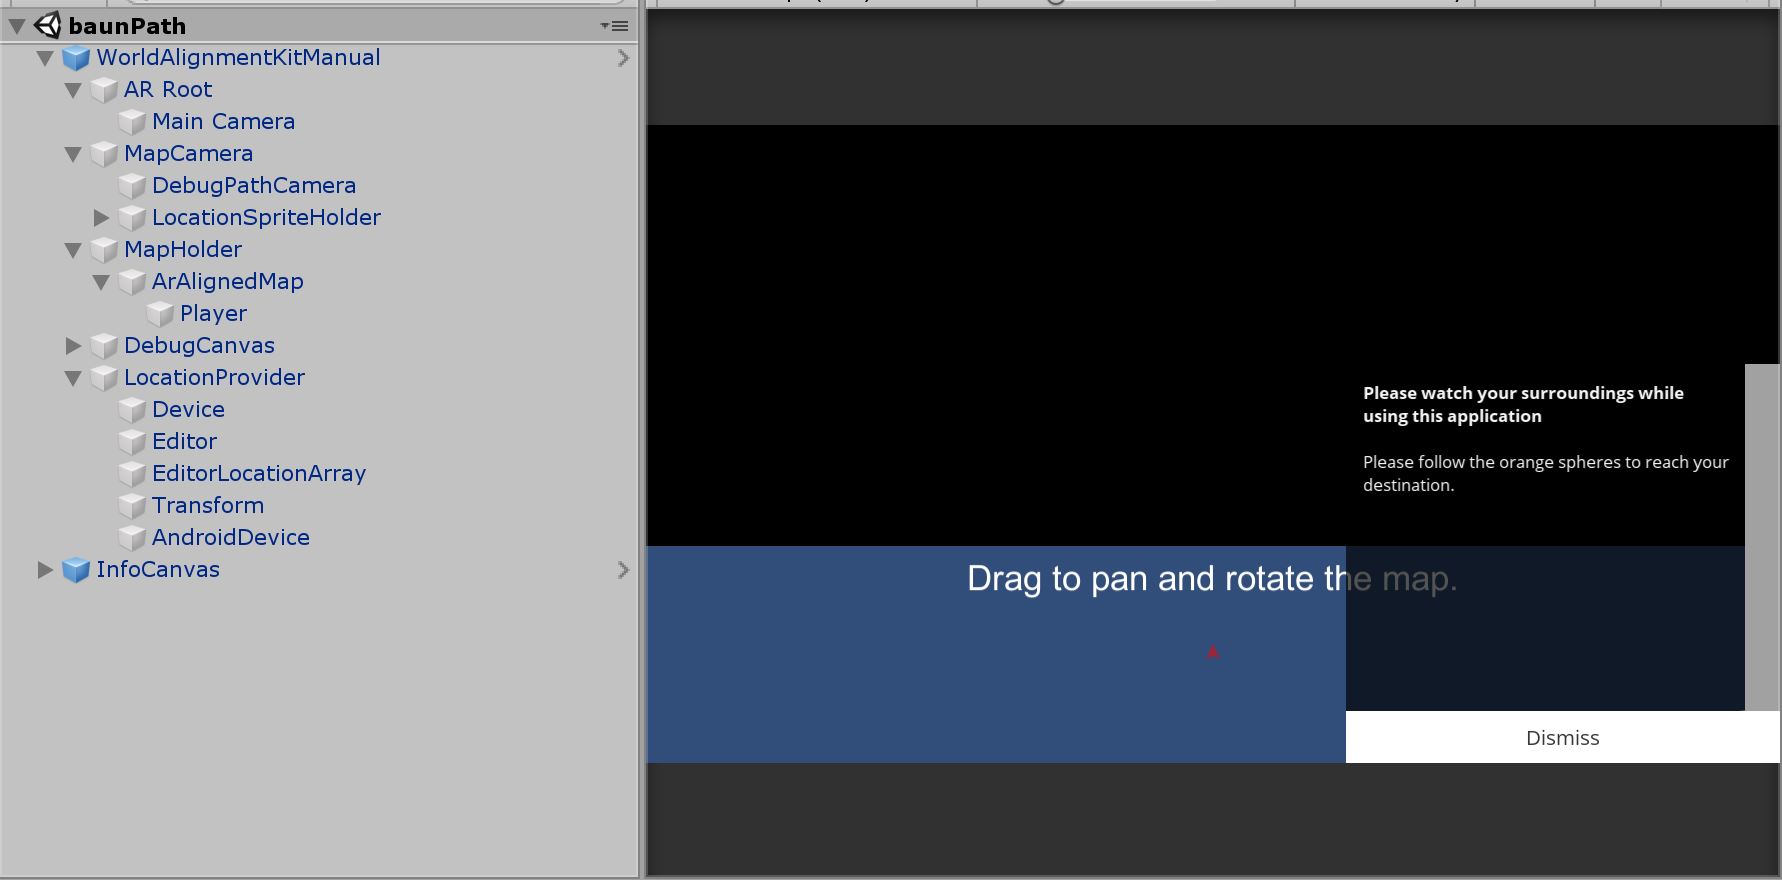 baunPath
WorldAlignmentKitManual
AR Root
Main Camera
MapCamera
DebugPathCamera
LocationSpriteHolder
MapHolder
ArAlignedMap
Player
DebugCanvas
LocationProvider
Device
Editor
EditorLocationArray
Transform
AndroidDevice
InfoCanvas
Please watch your surroundings while
using this application
Please follow the orange spheres to reach your
destination.
Drag to pan and rotate the map.
Dismiss